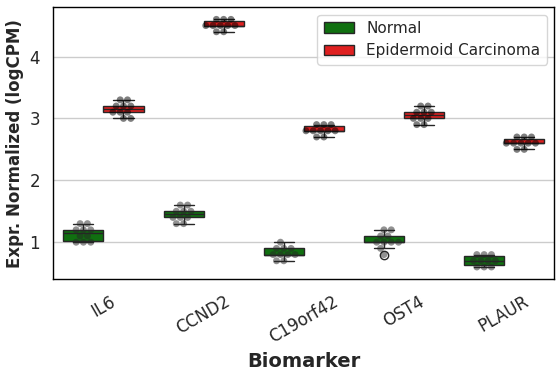 Expr. Normalized (logCPM)
4
3
2
1
Normal
Epidermoid Carcinoma
IL6
CCND2
C19orf42
OST4
PLAUR
Biomarker